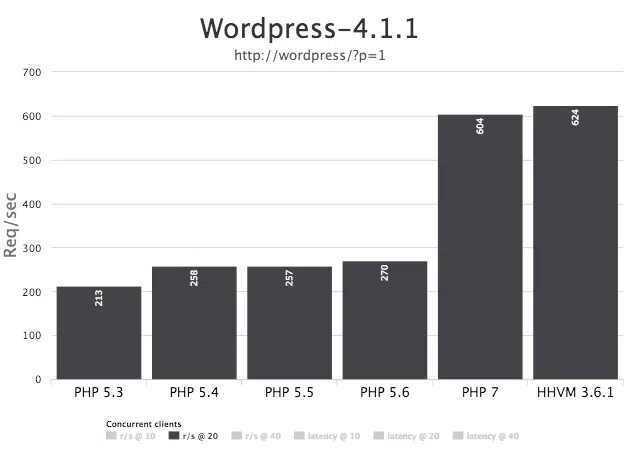 Wordpress-4.1.1
http://wordpress/?p=1
Req/sec
700
600
500
400
300
200
100
0
213
258
257
270
604
624
PHP 5.3 PHP 5.4 PHP 5.5 PHP 5.6 PHP 7 HHVM 3.6.1
Concurrent clients
r/s @ 10 r/s @ 20 r/s @ 40 latency @ 10 latency @ 20 latency @ 40